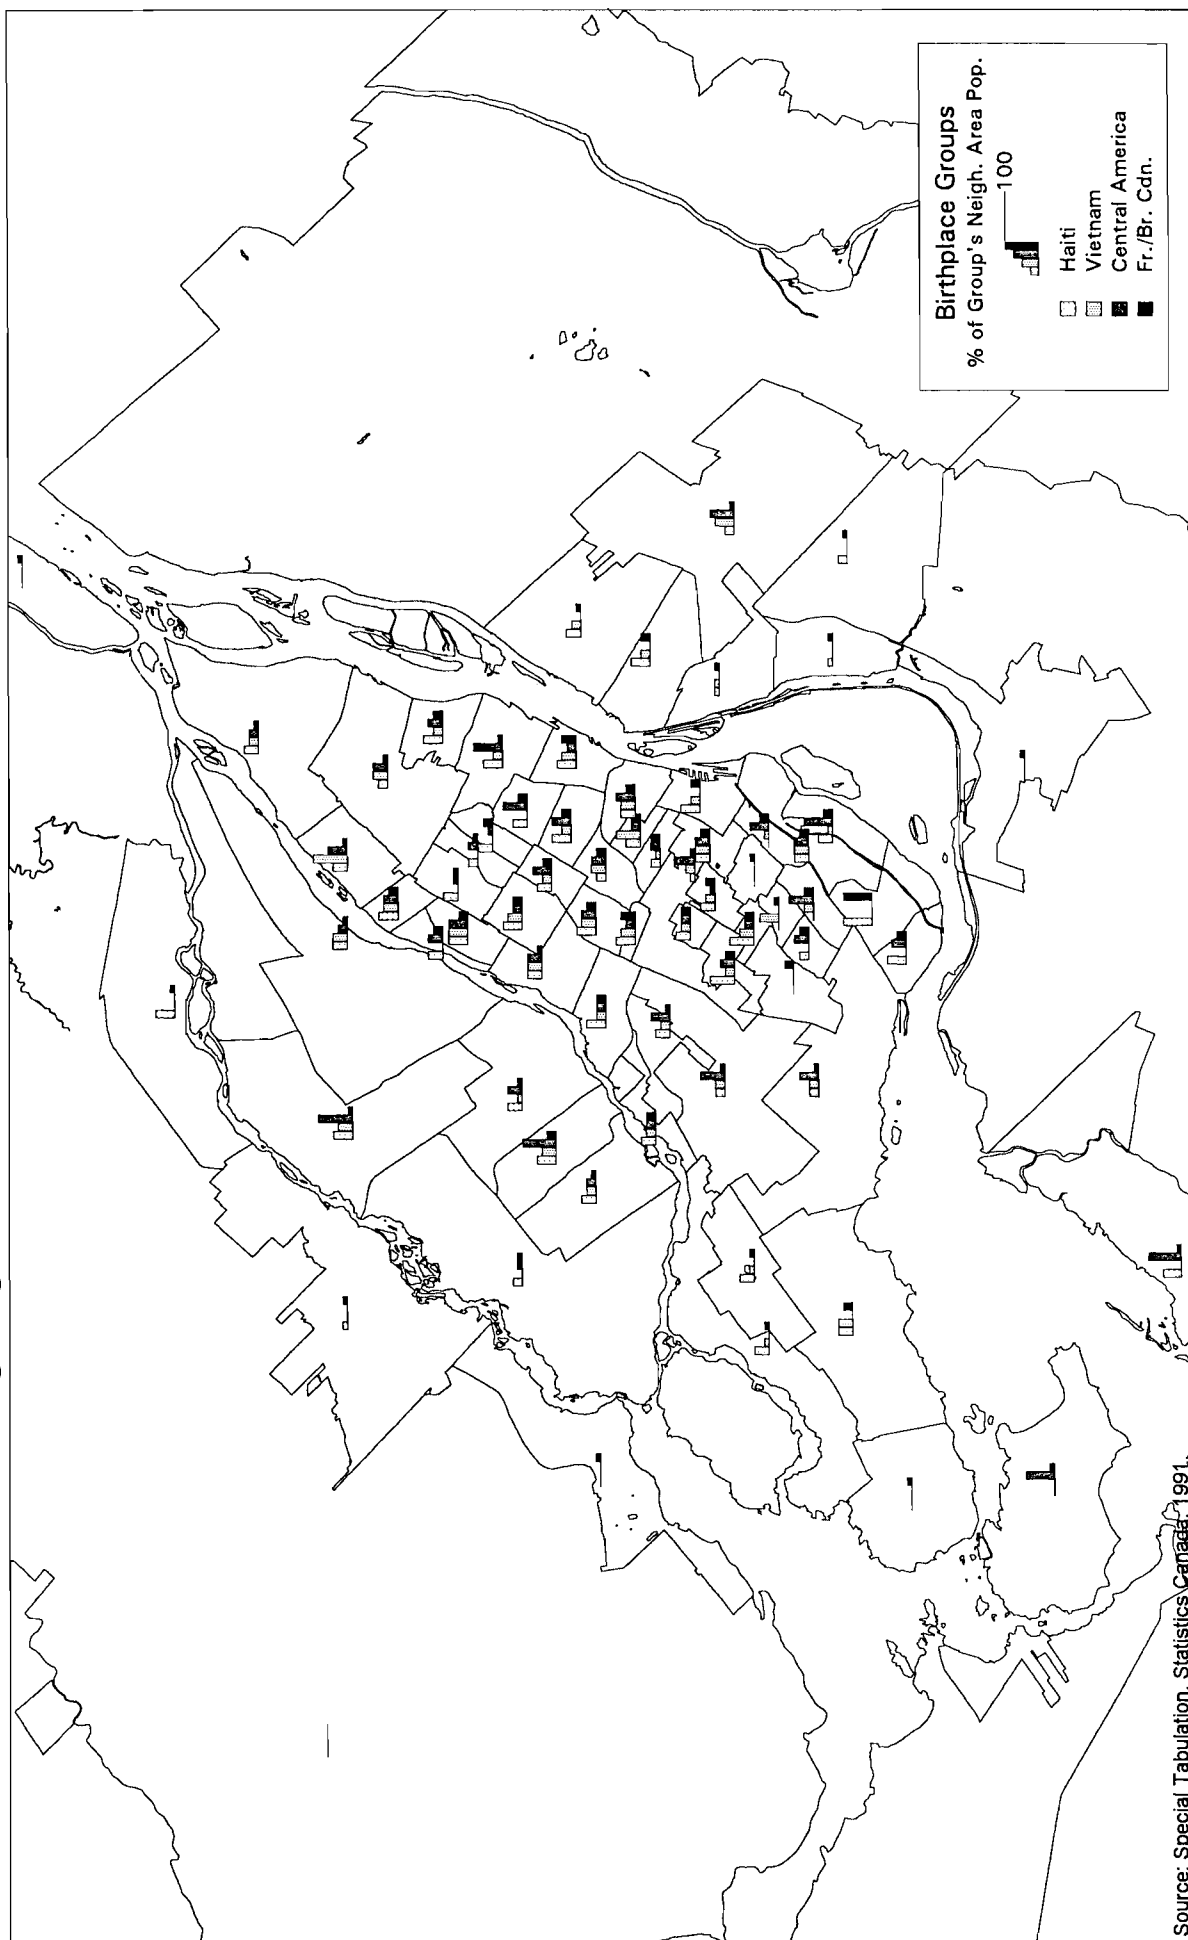 Birthplace Groups
% of Group's Neigh. Area Pop.
100
Haiti
Vietnam
Central America
Fr./Br. Cdn.
Source: Special Tabulation, Statistics Canada, 1991.